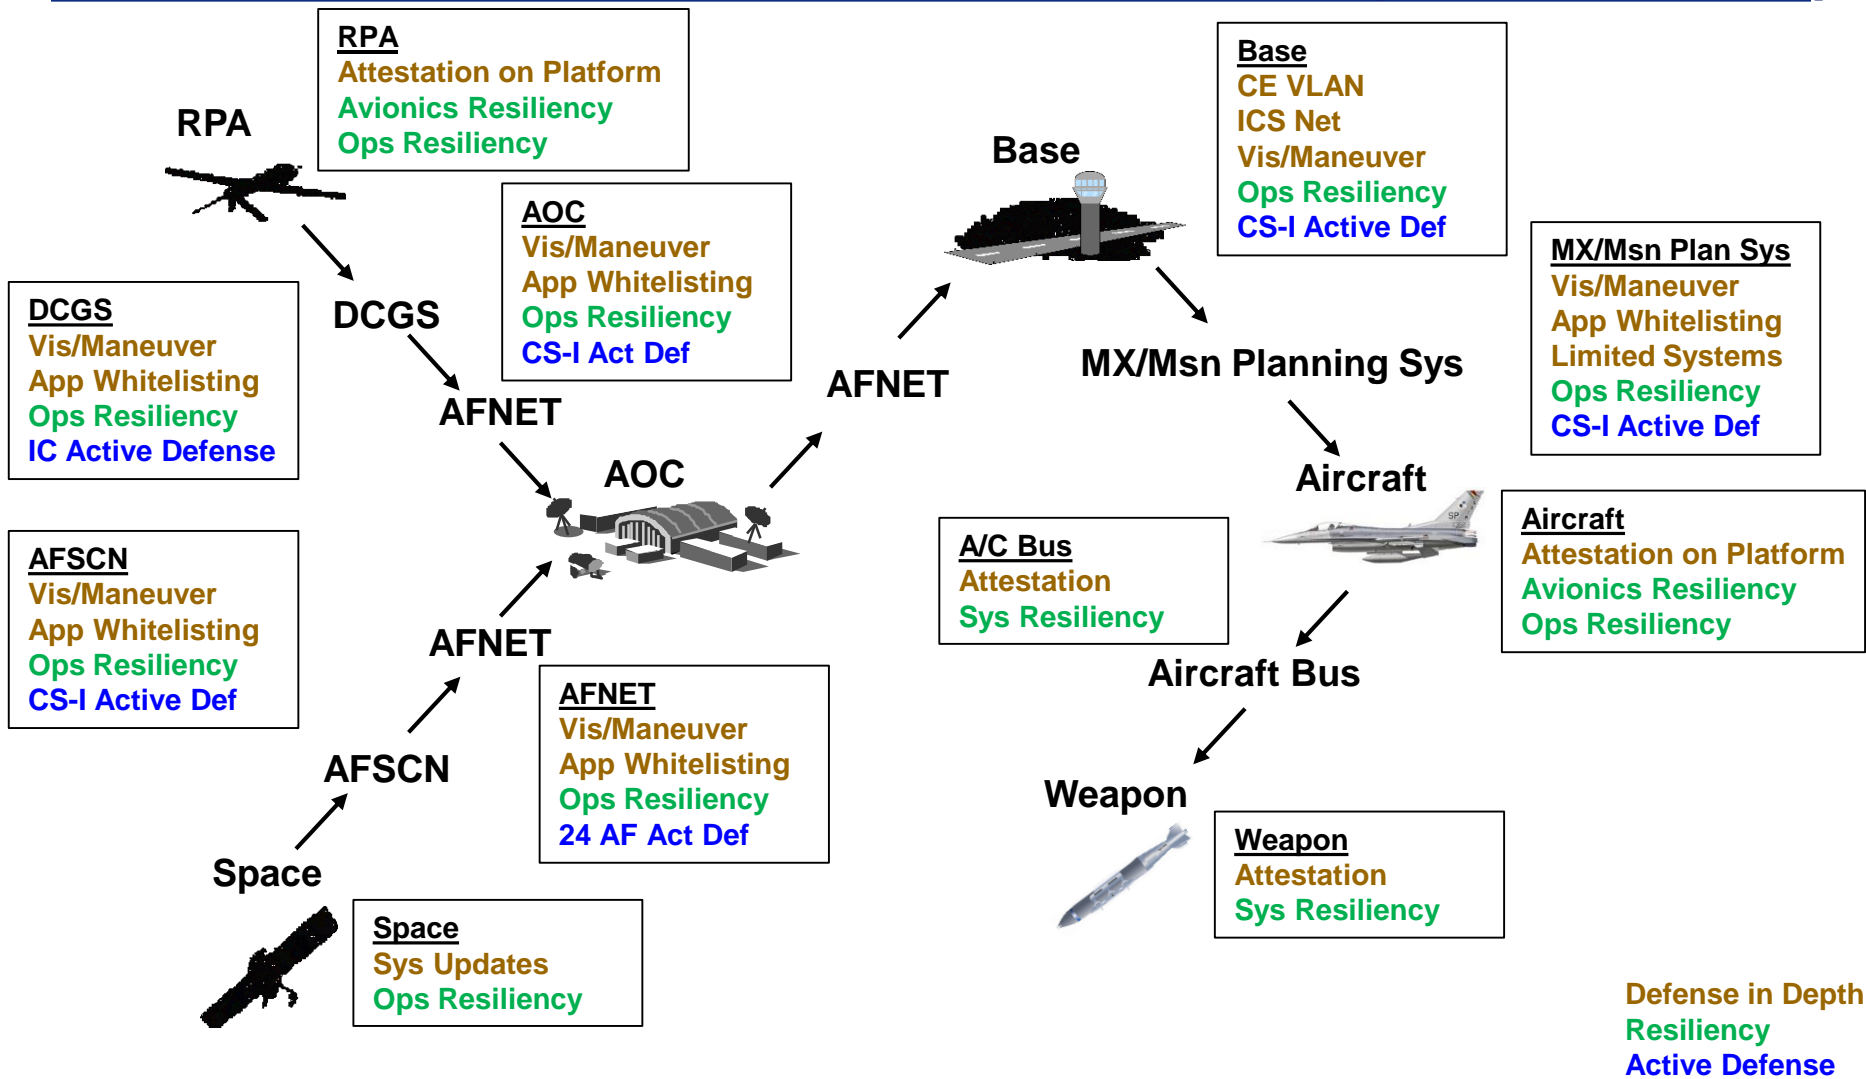 RPA
Attestation on Platform
Avionics Resiliency
Ops Resiliency
RPA
Base
CE VLAN
ICS Net
Vis/Maneuver
Ops Resiliency
CS-I Active Def
Base
AOC
Vis/Maneuver
App Whitelisting
Ops Resiliency
CS-I Act Def
MX/Msn Plan Sys
Vis/Maneuver
App Whitelisting
Limited Systems
Ops Resiliency
CS-I Active Def
DCGS
Vis/Maneuver
App Whitelisting
Ops Resiliency
IC Active Defense
DCGS
AFNET
AFNET
MX/Msn Planning Sys
AOC
Aircraft
SP
Aircraft
Attestation on Platform
Avionics Resiliency
Ops Resiliency
A/C Bus
Attestation
Sys Resiliency
AFSCN
Vis/Maneuver
App Whitelisting
Ops Resiliency
CS-I Active Def
AFNET
Aircraft Bus
AFNET
Vis/Maneuver
App Whitelisting
Ops Resiliency
24 AF Act Def
AFSCN
Weapon
Weapon
Attestation
Sys Resiliency
Space
Space
Sys Updates
Ops Resiliency
Defense in Depth
Resiliency
Active Defense